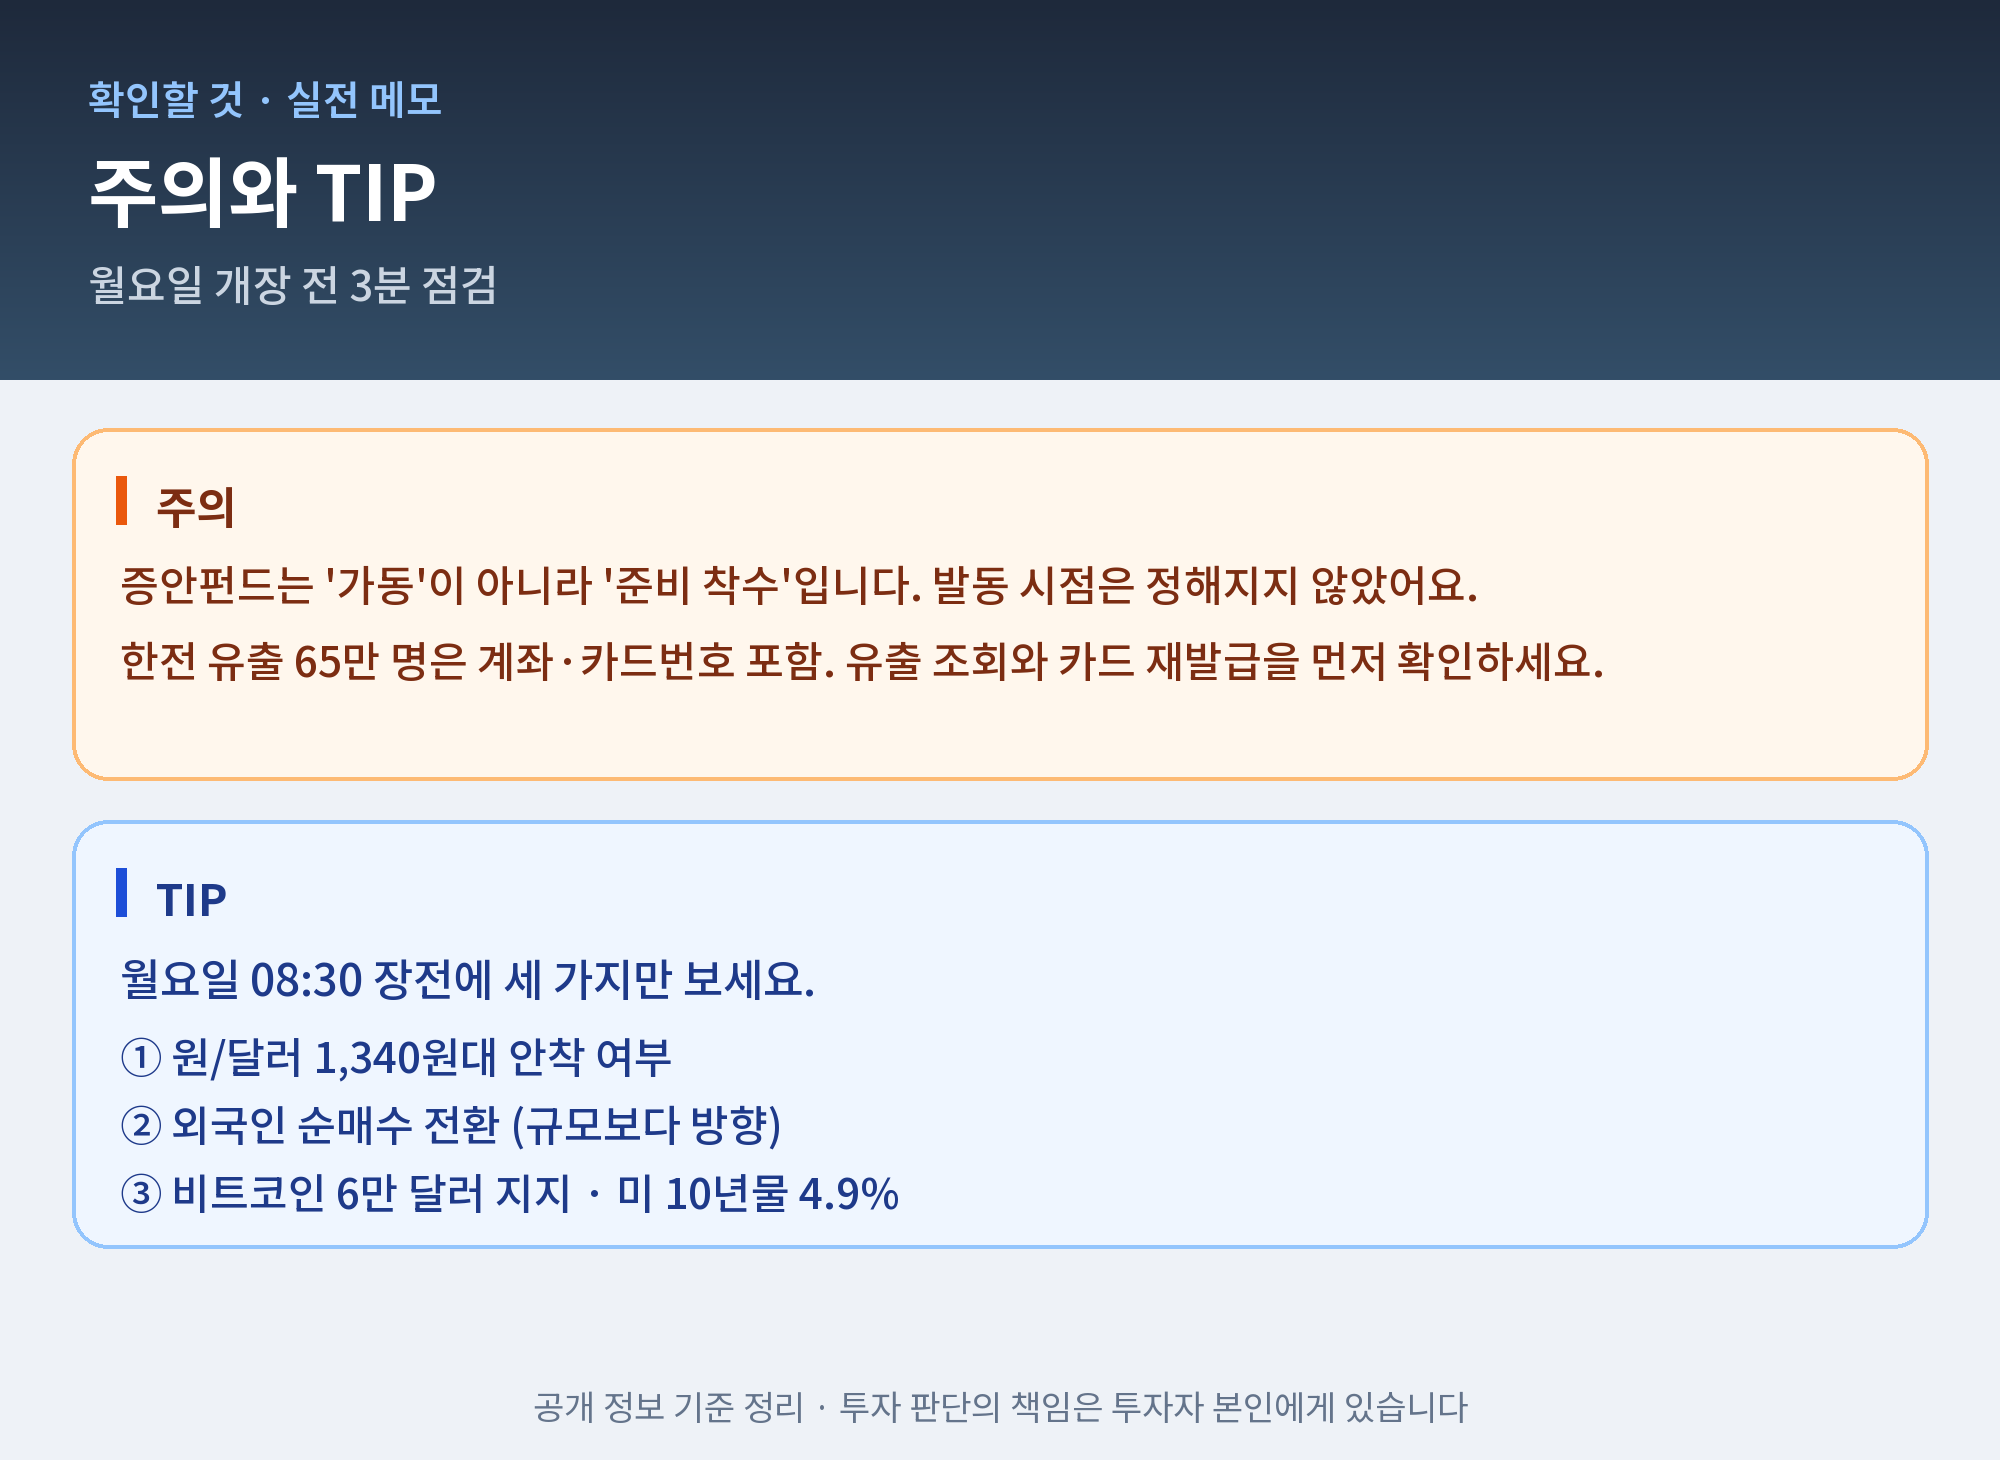 확인할 것 · 실전 메모
주의와 TIP
월요일 개장 전 3분 점검
주의
증안펀드는 '가동'이 아니라 '준비 착수'입니다. 발동 시점은 정해지지 않았어요.
한전 유출 65만 명은 계좌·카드번호 포함. 유출 조회와 카드 재발급을 먼저 확인하세요.
TIP
월요일 08:30 장전에 세 가지만 보세요.
① 원/달러 1,340원대 안착 여부
② 외국인 순매수 전환 (규모보다 방향)
③ 비트코인 6만 달러 지지 · 미 10년물 4.9%
공개 정보 기준 정리 · 투자 판단의 책임은 투자자 본인에게 있습니다